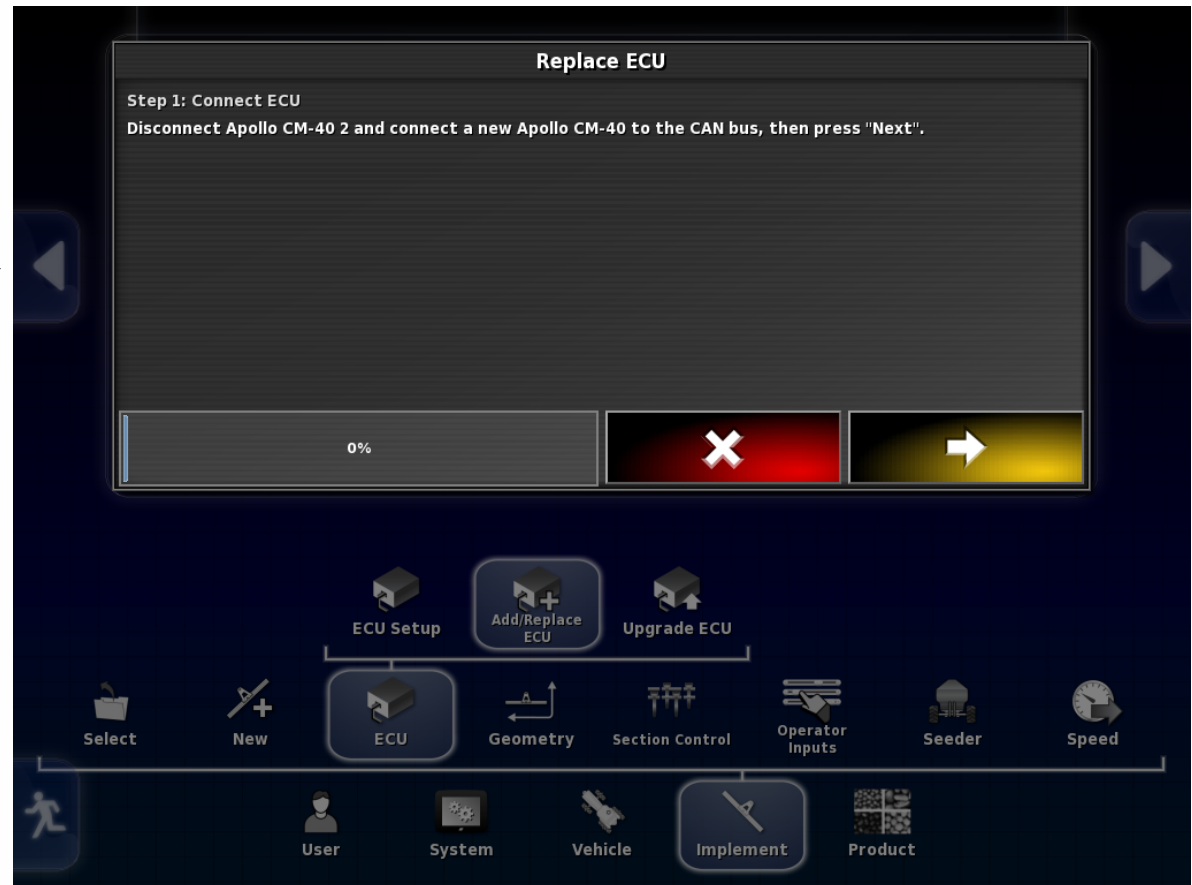 Replace ECU
Step 1: Connect ECU
Disconnect Apollo CM-40 2 and connect a new Apollo CM-40 to the CAN bus, then press "Next".
0%
ECU Setup
Add/Replace
ECU
Upgrade ECU
Select
New
ECU
Geometry
Section Control
Operator
Inputs
Seeder
Speed
User
System
Vehicle
Implement
Product